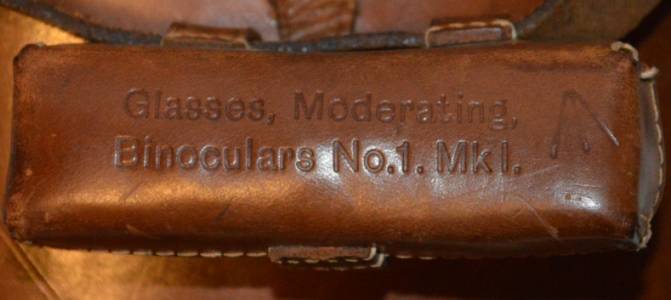 Glasses, Moderating,
Binoculars No.1. Mk I.